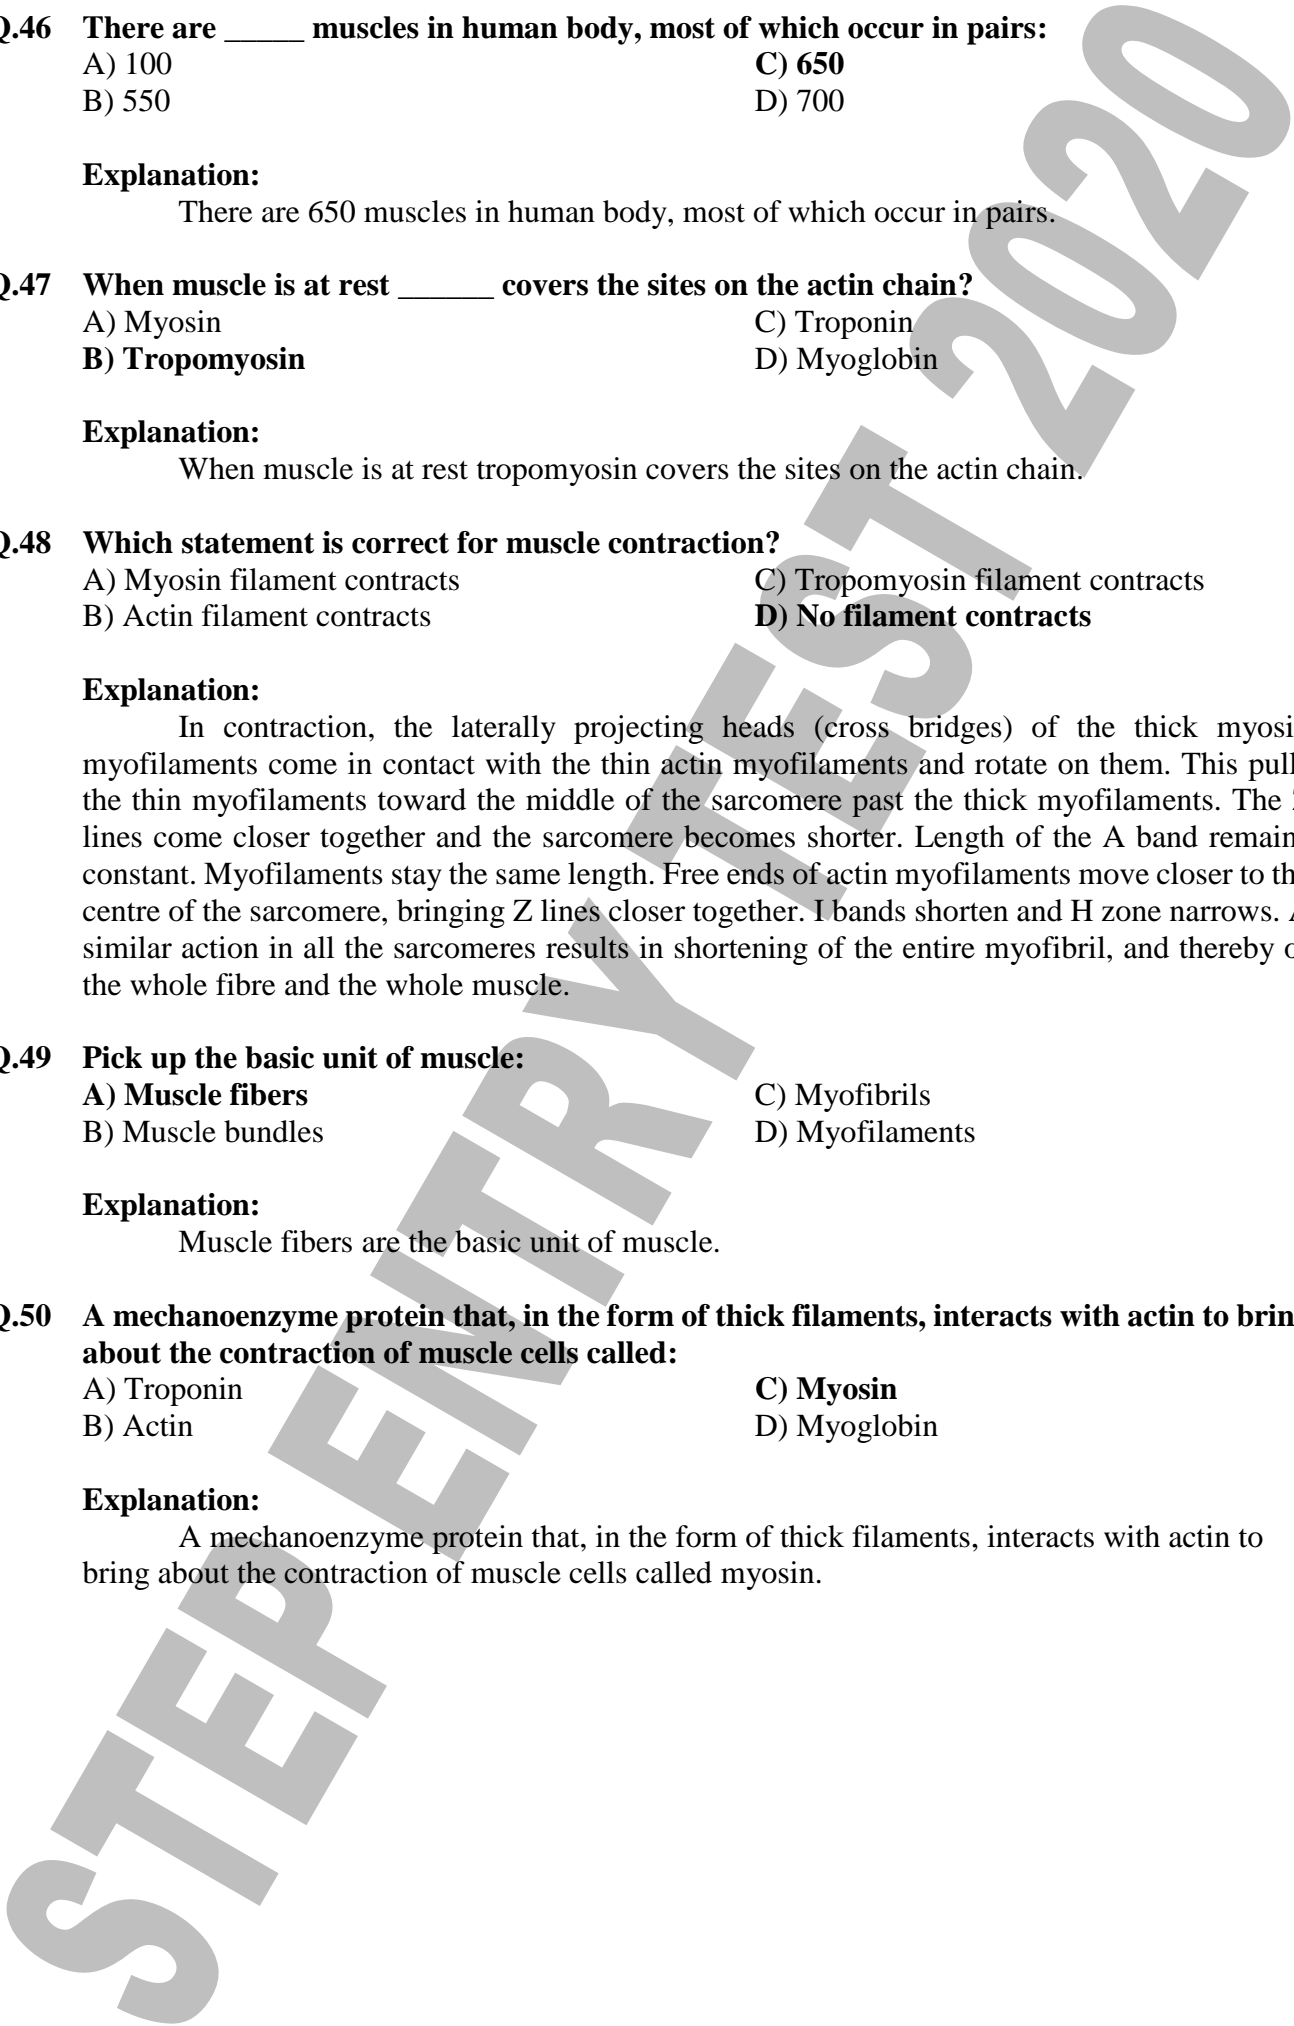 Q.46 There are _____ muscles in human body, most of which occur in pairs:
A) 100 C) 650
B) 550 D) 700
Explanation:
There are 650 muscles in human body, most of which occur in pairs.
Q.47 When muscle is at rest ______ covers the sites on the actin chain?
A) Myosin C) Troponin
B) Tropomyosin D) Myoglobin
Explanation:
When muscle is at rest tropomyosin covers the sites on the actin chain.
Q.48 Which statement is correct for muscle contraction?
A) Myosin filament contracts C) Tropomyosin filament contracts
B) Actin filament contracts D) No filament contracts
Explanation:
In contraction, the laterally projecting heads (cross bridges) of the thick myosi
myofilaments come in contact with the thin actin myofilaments and rotate on them. This pull
the thin myofilaments toward the middle of the sarcomere past the thick myofilaments. The
lines come closer together and the sarcomere becomes shorter. Length of the A band remain
constant. Myofilaments stay the same length. Free ends of actin myofilaments move closer to th
centre of the sarcomere, bringing Z lines closer together. I bands shorten and H zone narrows. A
similar action in all the sarcomeres results in shortening of the entire myofibril, and thereby o
the whole fibre and the whole muscle.
Q.49 Pick up the basic unit of muscle:
A) Muscle fibers C) Myofibrils
B) Muscle bundles D) Myofilaments
Explanation:
Muscle fibers are the basic unit of muscle.
Q.50 A mechanoenzyme protein that, in the form of thick filaments, interacts with actin to brin
about the contraction of muscle cells called:
A) Troponin C) Myosin
B) Actin D) Myoglobin
Explanation:
A mechanoenzyme protein that, in the form of thick filaments, interacts with actin to
bring about the contraction of muscle cells called myosin.
STEP ENTRY TEST 2020